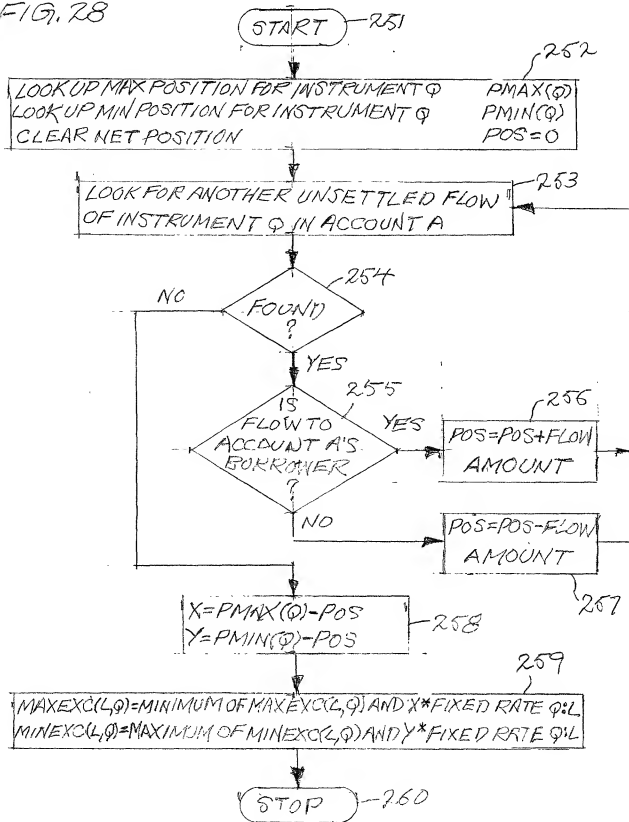 FIG. 28
START
251
252
LOOK UP MAX POSITION FOR INSTRUMENT Q PMAX(Q)
LOOK UP MIN POSITION FOR INSTRUMENT Q PMIN(Q)
CLEAR NET POSITION POS=0
253
LOOK FOR ANOTHER UNSETTLED FLOW
OF INSTRUMENT Q IN ACCOUNT A
254
NO
FOUND
?
YES
255
IS
FLOW TO
ACCOUNT A'S
BORROWER
?
YES
256
POS=POS+FLOW
AMOUNT
NO
POS=POS-FLOW
AMOUNT
257
X=PMAX(Q)-POS
Y=PMIN(Q)-POS
258
259
MAXEXC(L,Q)=MINIMUM OF MAXEXC(L,Q) AND X*FIXED RATE Q:L
MINEXC(L,Q)=MAXIMUM OF MINEXC(L,Q) AND Y*FIXED RATE Q:L
STOP
260